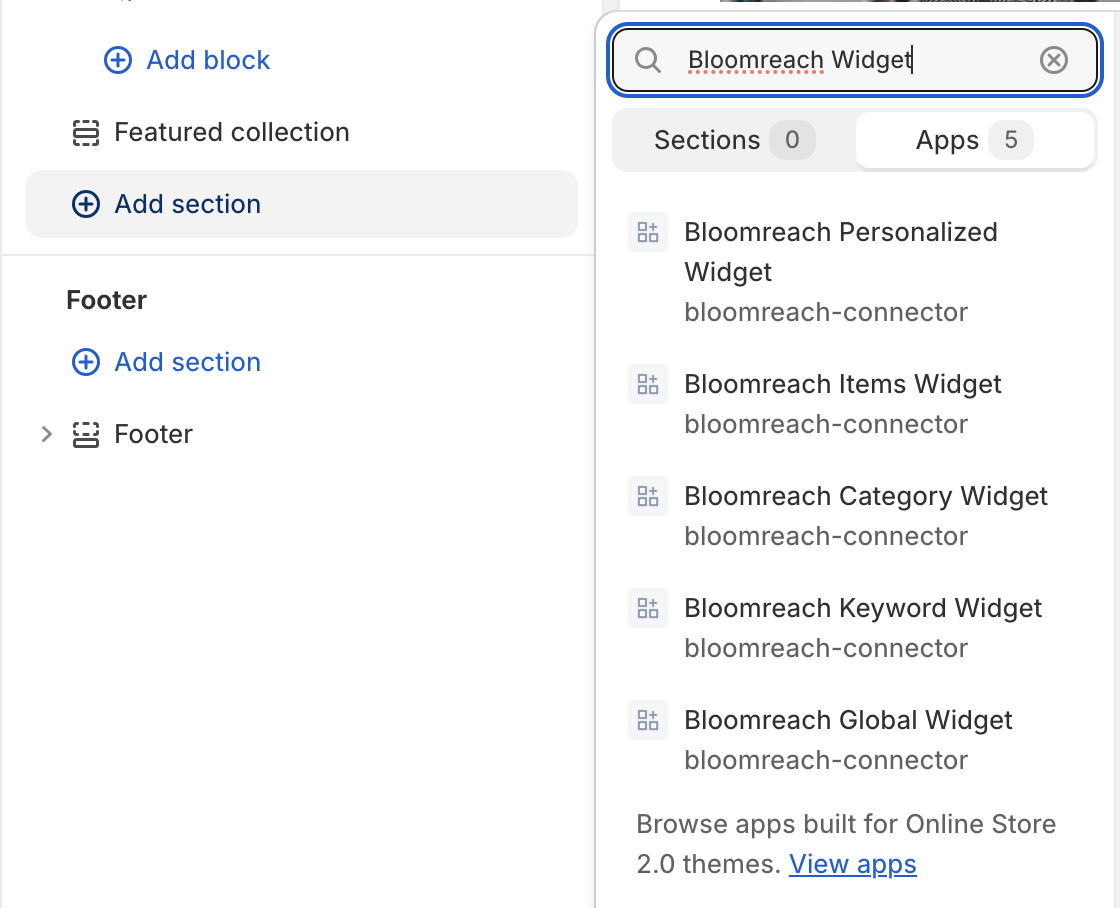 Add block
Featured collection
Add section
Footer
Add section
Footer
Bloomreach Widget
Sections 0 Apps 5
Bloomreach Personalized
Widget
bloomreach-connector
Bloomreach Items Widget
bloomreach-connector
Bloomreach Category Widget
bloomreach-connector
Bloomreach Keyword Widget
bloomreach-connector
Bloomreach Global Widget
bloomreach-connector
Browse apps built for Online Store
2.0 themes. View apps